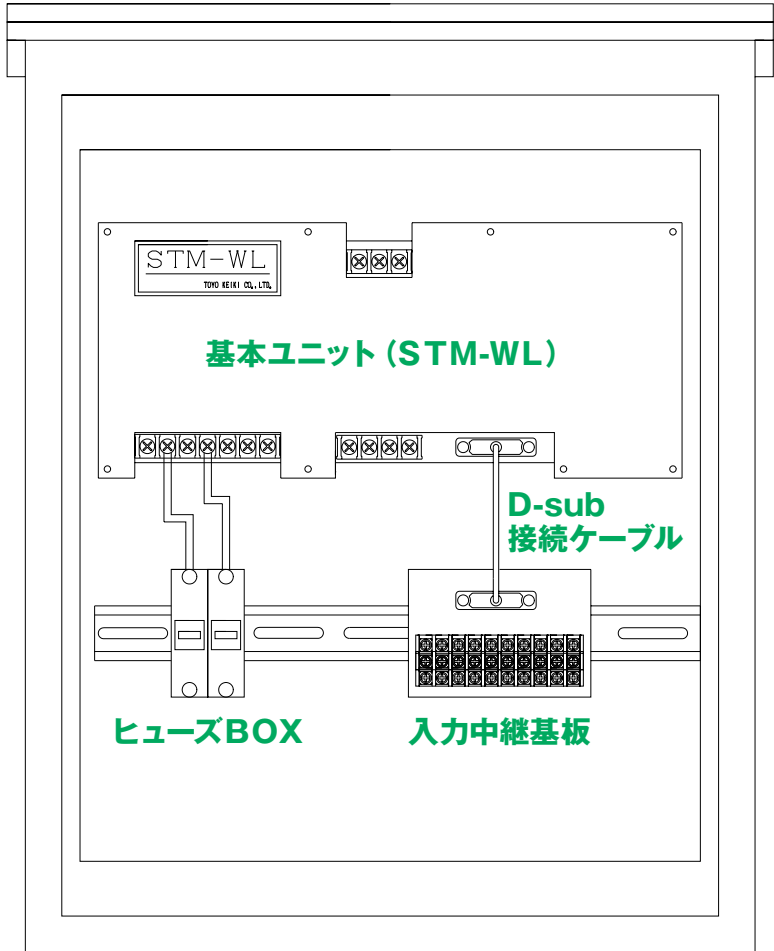 STM-WL
TOYO KEIKI CO., LTD.
基本ユニット（STM-WL）
D-sub
接続ケーブル
ヒューズBOX
入力中継基板